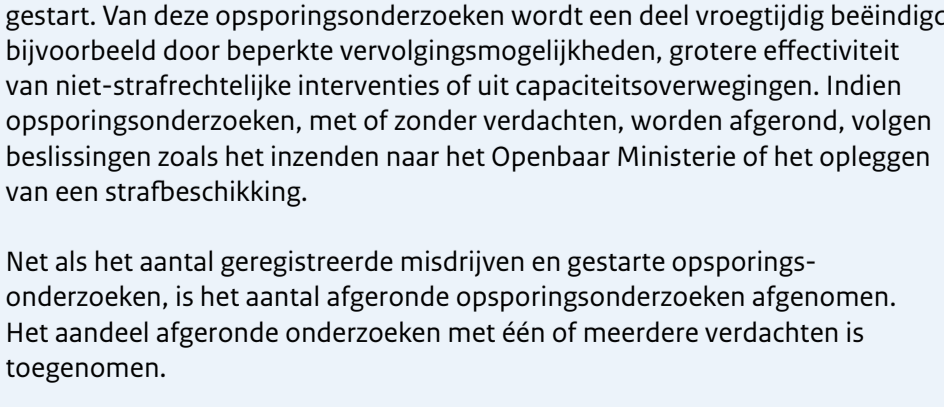 gestart. Van deze opsporingsonderzoeken wordt een deel vroegtijdig beëindigd
bijvoorbeeld door beperkte vervolgingsmogelijkheden, grotere effectiviteit
van niet-strafrechtelijke interventies of uit capaciteitsoverwegingen. Indien
opsporingsonderzoeken, met of zonder verdachten, worden afgerond, volgen
beslissingen zoals het inzenden naar het Openbaar Ministerie of het opleggen
van een strafbeschikking.

Net als het aantal geregistreerde misdrijven en gestarte opsporings-
onderzoeken, is het aantal afgeronde opsporingsonderzoeken afgenomen.
Het aandeel afgeronde onderzoeken met één of meerdere verdachten is
toegenomen.